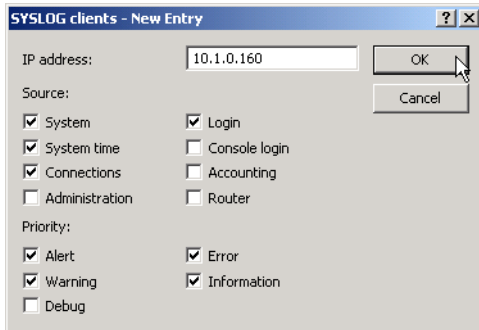 SYSLOG clients - New Entry
IP address: 10.1.0.160 OK
Source: Cancel
System Login
System time Console login
Connections Accounting
Administration Router
Priority:
Alert Error
Warning Information
Debug